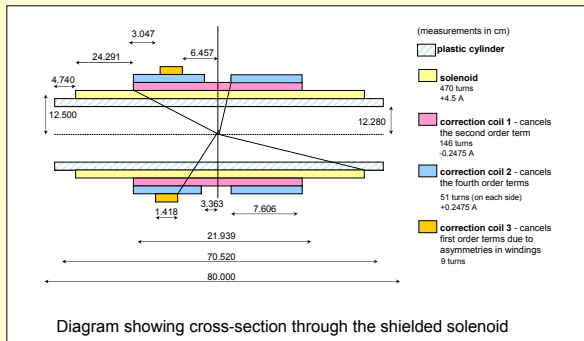 (measurements in cm)
3.047
6.457
24.291
4.740
12.500
12.280
3.363
1.418
7.606
21.939
70.520
80.000
plastic cylinder
solenoid
470 turns
+4.5 A
correction coil 1 - cancels
the second order term
146 turns
-0.2475 A
correction coil 2 - cancels
the fourth order terms
51 turns (on each side)
+0.2475 A
correction coil 3 - cancels
first order terms due to
asymmetries in windings
9 turns
Diagram showing cross-section through the shielded solenoid